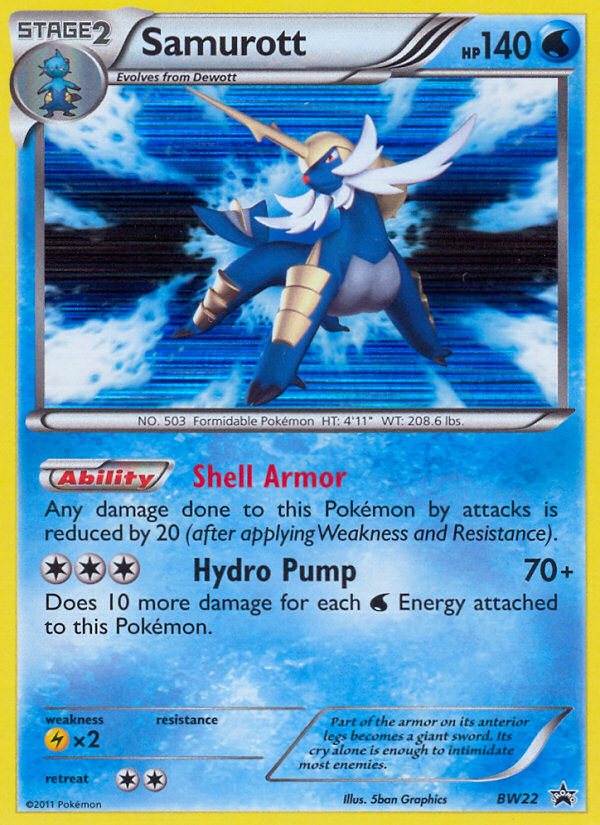 STAGE2
Samurott
HP140
Evolves from Dewott
NO. 503 Formidable Pokémon HT: 4'11" WT: 208.6 lbs.
Ability Shell Armor
Any damage done to this Pokémon by attacks is
reduced by 20 (after applying Weakness and Resistance).
Hydro Pump 70+
Does 10 more damage for each Energy attached
to this Pokémon.
weakness resistance
×2
Part of the armor on its anterior
legs becomes a giant sword. Its
cry alone is enough to intimidate
most enemies.
retreat
©2011 Pokémon Illus. 5ban Graphics BW22 PROMO